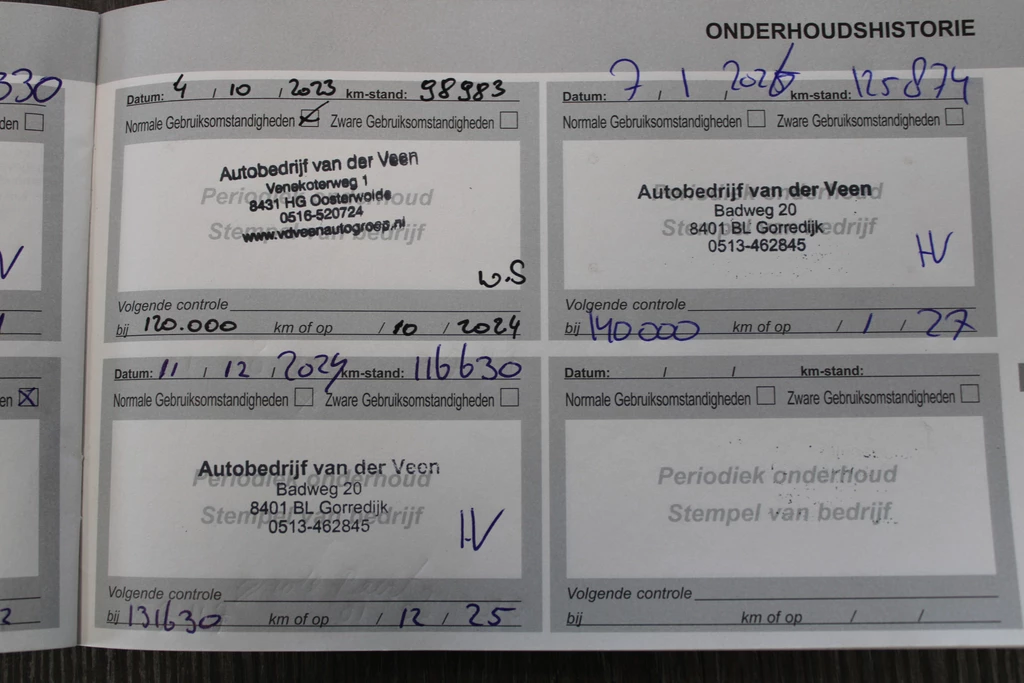 ONDERHOUDSHISTORIE
330
den
Datum: 4 / 10 / 2023 km-stand: 98983
Normale Gebruiksomstandigheden Zware Gebruiksomstandigheden
Autobedrijf van der Veen
Venekoterweg 1
8431 HG Oosterwolde
0516-520724
www.vdveenautogroep.nl
Periodiek onderhoud
Stempel van bedrijf
W.S
Volgende controle
bij 120.000 km of op / 10 / 2024
Datum: 7 / 1 / 2026 km-stand: 125874
Normale Gebruiksomstandigheden Zware Gebruiksomstandigheden
Autobedrijf van der Veen
Badweg 20
8401 BL Gorredijk
0513-462845
Periodiek onderhoud
Stempel van bedrijf
HV
Volgende controle
bij 140000 km of op / 1 / 27
en
Datum: 11 / 12 / 2024 km-stand: 116630
Normale Gebruiksomstandigheden Zware Gebruiksomstandigheden
Autobedrijf van der Veen
Badweg 20
8401 BL Gorredijk
0513-462845
Periodiek onderhoud
Stempel van bedrijf
HV
Volgende controle
bij 131630 km of op / 12 / 25
Datum: / / km-stand:
Normale Gebruiksomstandigheden Zware Gebruiksomstandigheden
Periodiek onderhoud
Stempel van bedrijf
Volgende controle
bij km of op / /
2